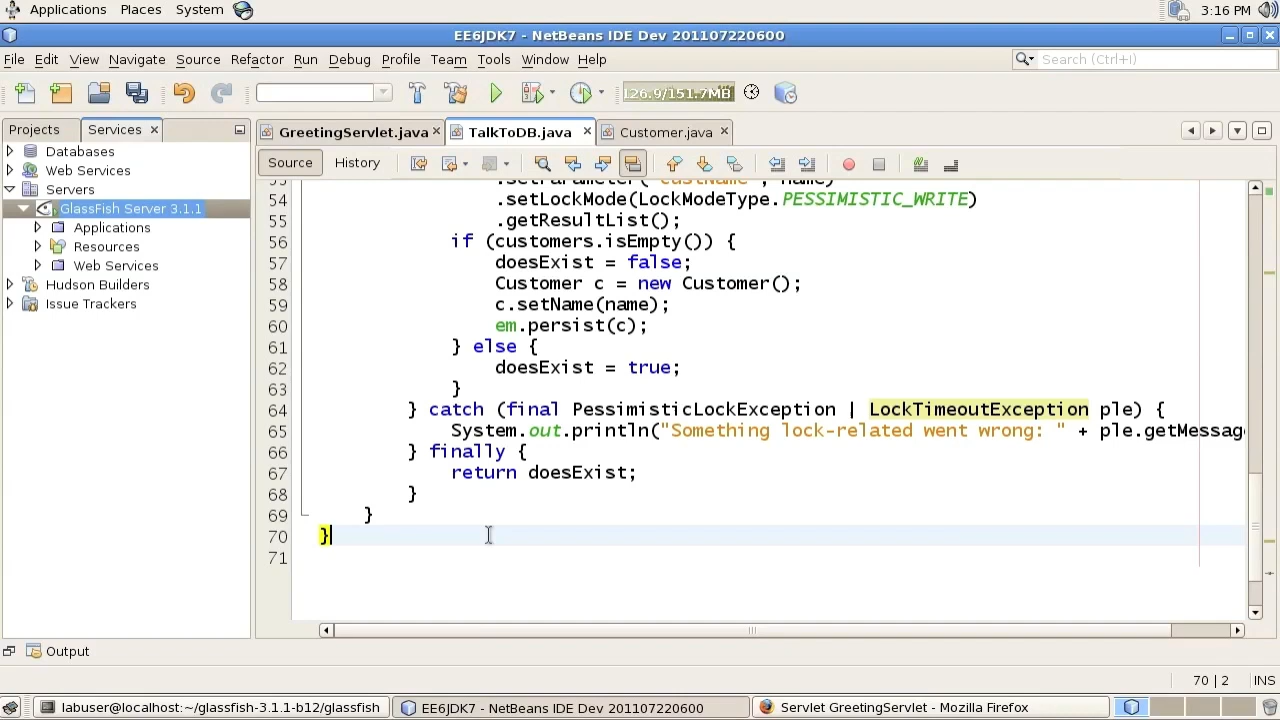 Applications Places System 3:16 PM
EE6JDK7 - NetBeans IDE Dev 201107220600
File Edit View Navigate Source Refactor Run Debug Profile Team Tools Window Help Search (Ctrl+I)
126.9/151.7MB
Projects Services GreetingServlet.java TalkToDB.java Customer.java
Source History
Databases
Web Services
Servers
GlassFish Server 3.1.1
Applications
Resources
Web Services
Hudson Builders
Issue Trackers
53 .setParameter("custName", name)
54 .setLockMode(LockModeType.PESSIMISTIC_WRITE)
55 .getResultList();
56 if (customers.isEmpty()) {
57 doesExist = false;
58 Customer c = new Customer();
59 c.setName(name);
60 em.persist(c);
61 } else {
62 doesExist = true;
63 }
64 } catch (final PessimisticLockException | LockTimeoutException ple) {
65 System.out.println("Something lock-related went wrong: " + ple.getMessag
66 } finally {
67 return doesExist;
68 }
69 }
70 }
71
Output
70 | 2 INS
labuser@localhost:~/glassfish-3.1.1-b12/glassfish EE6JDK7 - NetBeans IDE Dev 201107220600 Servlet GreetingServlet - Mozilla Firefox